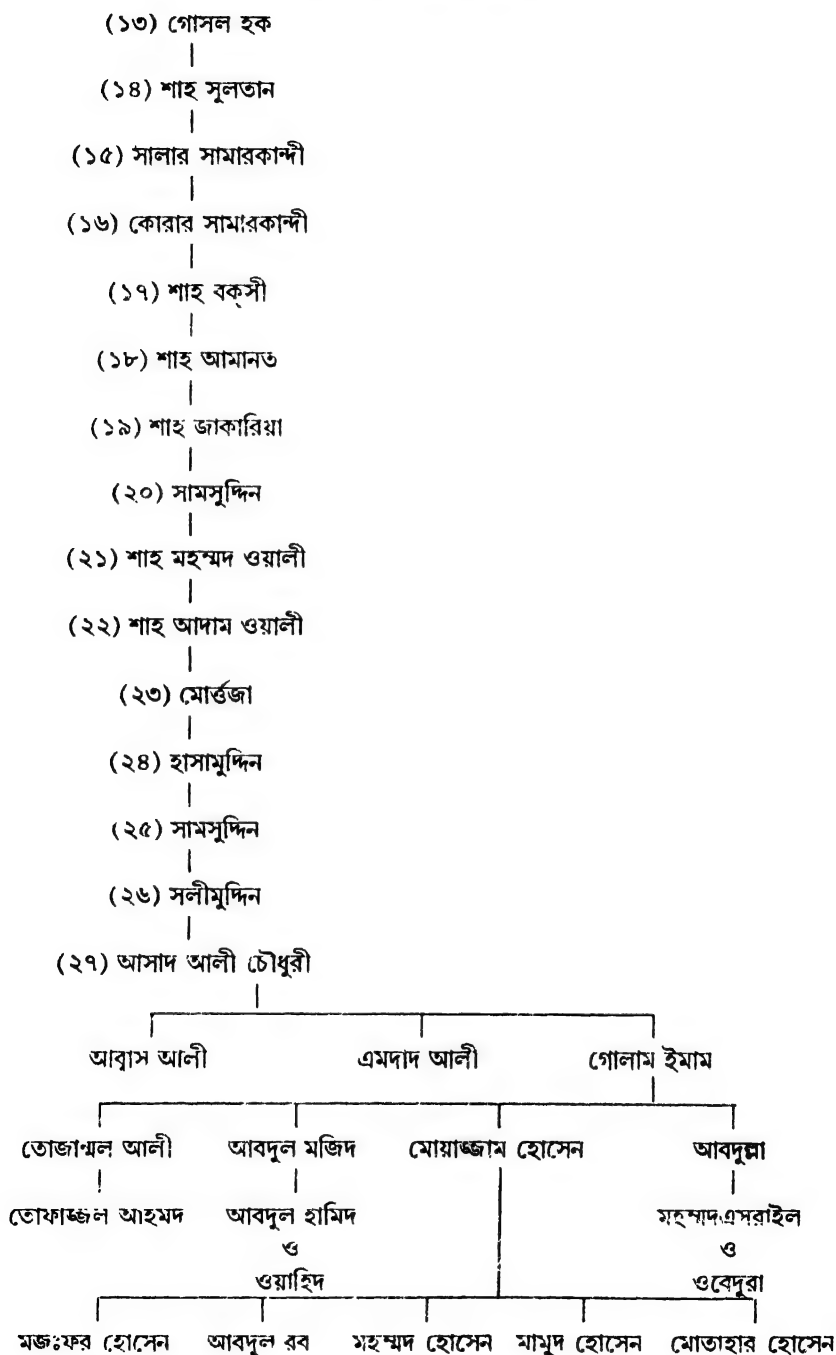 (১৩) গোসল হক
(১৪) শাহ সুলতান
(১৫) সালার সামারকান্দী
(১৬) কোরার সামারকান্দী
(১৭) শাহ বক্সী
(১৮) শাহ আমানত
(১৯) শাহ জাকারিয়া
(২০) সামসুদ্দিন
(২১) শাহ মহম্মদ ওয়ালী
(২২) শাহ আদাম ওয়ালী
(২৩) মোর্ত্তজা
(২৪) হাসামুদ্দিন
(২৫) সামসুদ্দিন
(২৬) সলীমুদ্দিন
(২৭) আসাদ আলী চৌধুরী
আব্বাস আলী এমদাদ আলী গোলাম ইমাম
তোজাম্মল আলী আবদুল মজিদ মোয়াজ্জাম হোসেন আবদুল্লা
তোফাজ্জল আহমদ আবদুল হামিদ মহম্মদএসরাইল
ও ও
ওয়াহিদ ওবেদুরা
মজঃফর হোসেন আবদুল রব মহম্মদ হোসেন মামুদ হোসেন মোতাহার হোসেন